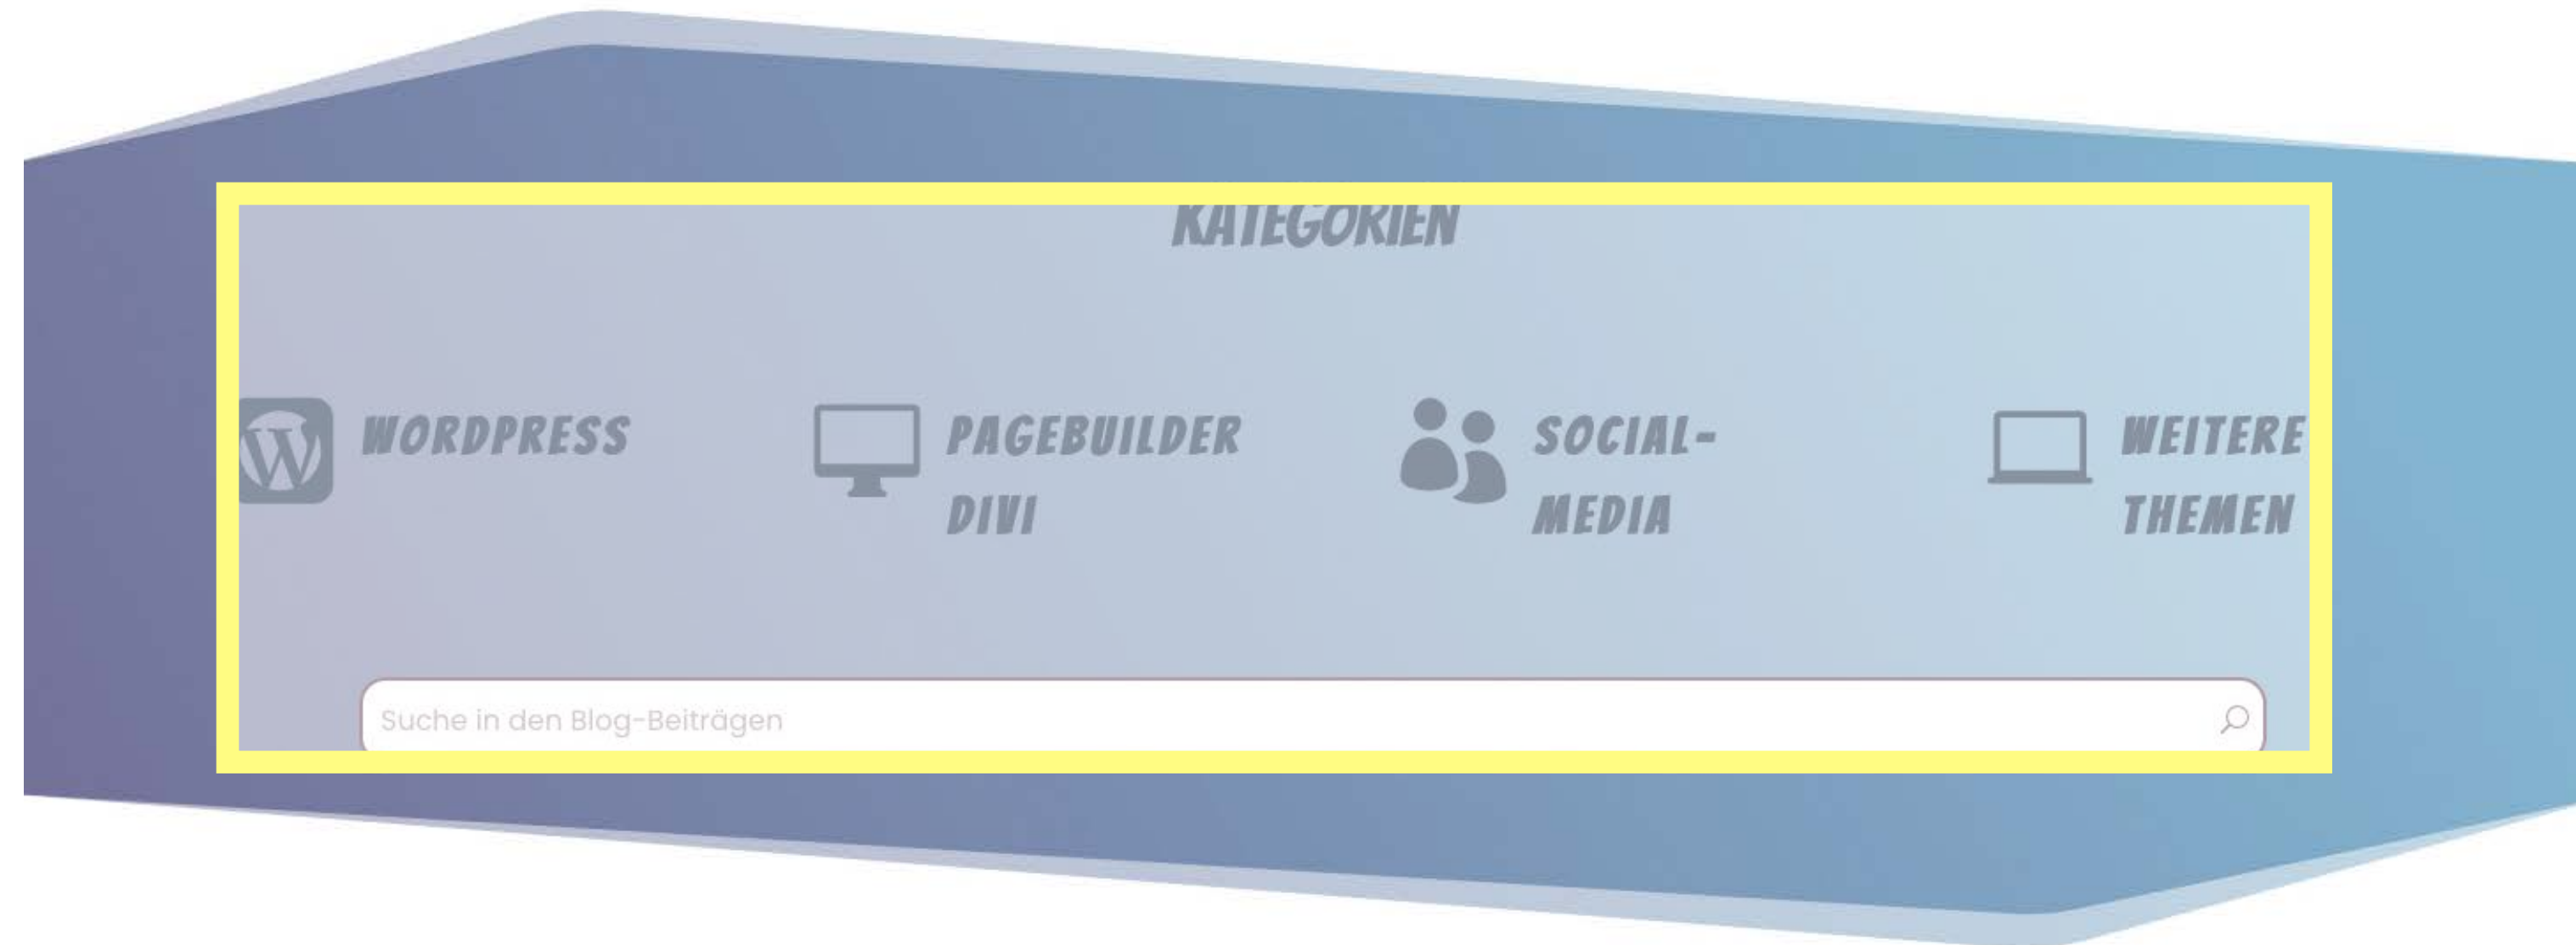 KATEGORIEN
WORDPRESS
PAGEBUILDER
DIVI
SOCIAL-
MEDIA
WEITERE
THEMEN
Suche in den Blog-Beiträgen